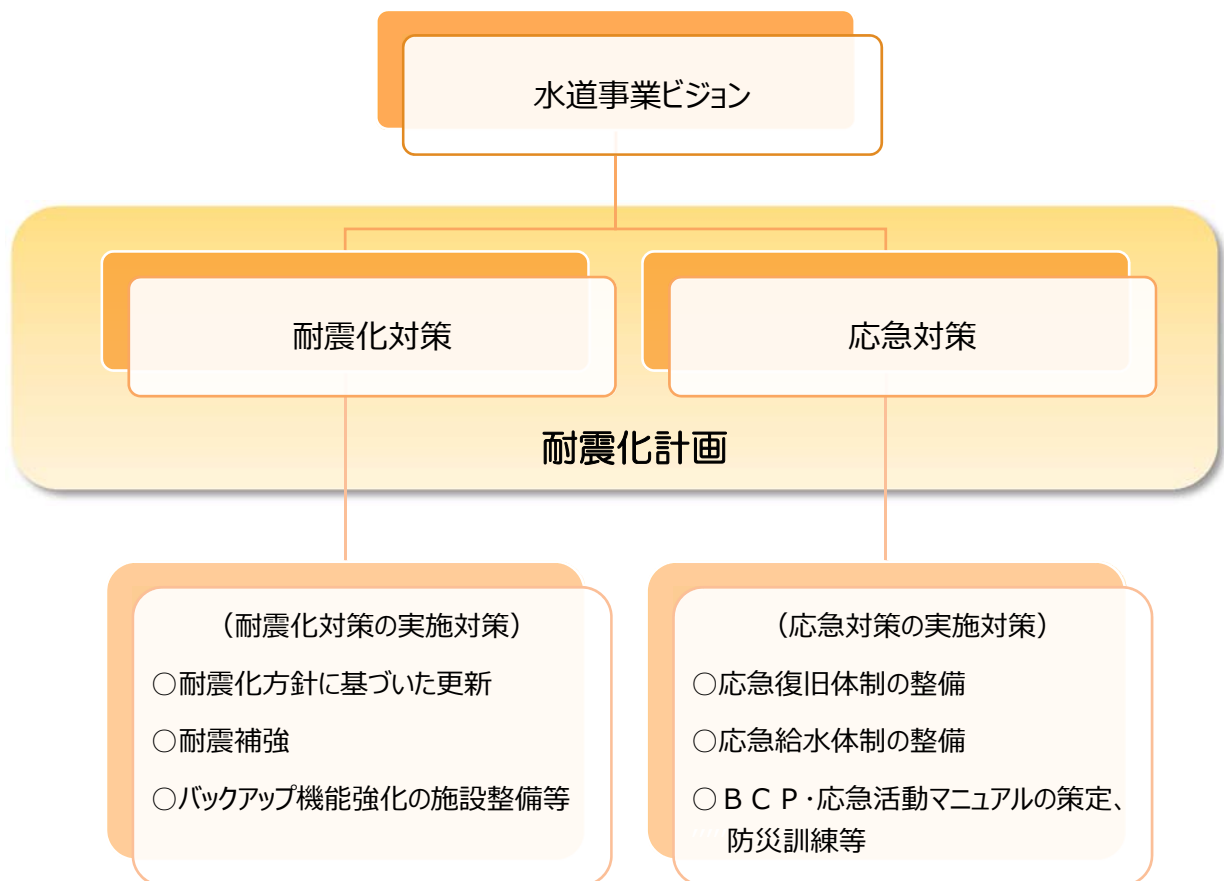 水道事業ビジョン
耐震化対策
応急対策
耐震化計画
（耐震化対策の実施対策）
○耐震化方針に基づいた更新
○耐震補強
○バックアップ機能強化の施設整備等
（応急対策の実施対策）
○応急復旧体制の整備
○応急給水体制の整備
○ＢＣＰ・応急活動マニュアルの策定、
防災訓練等